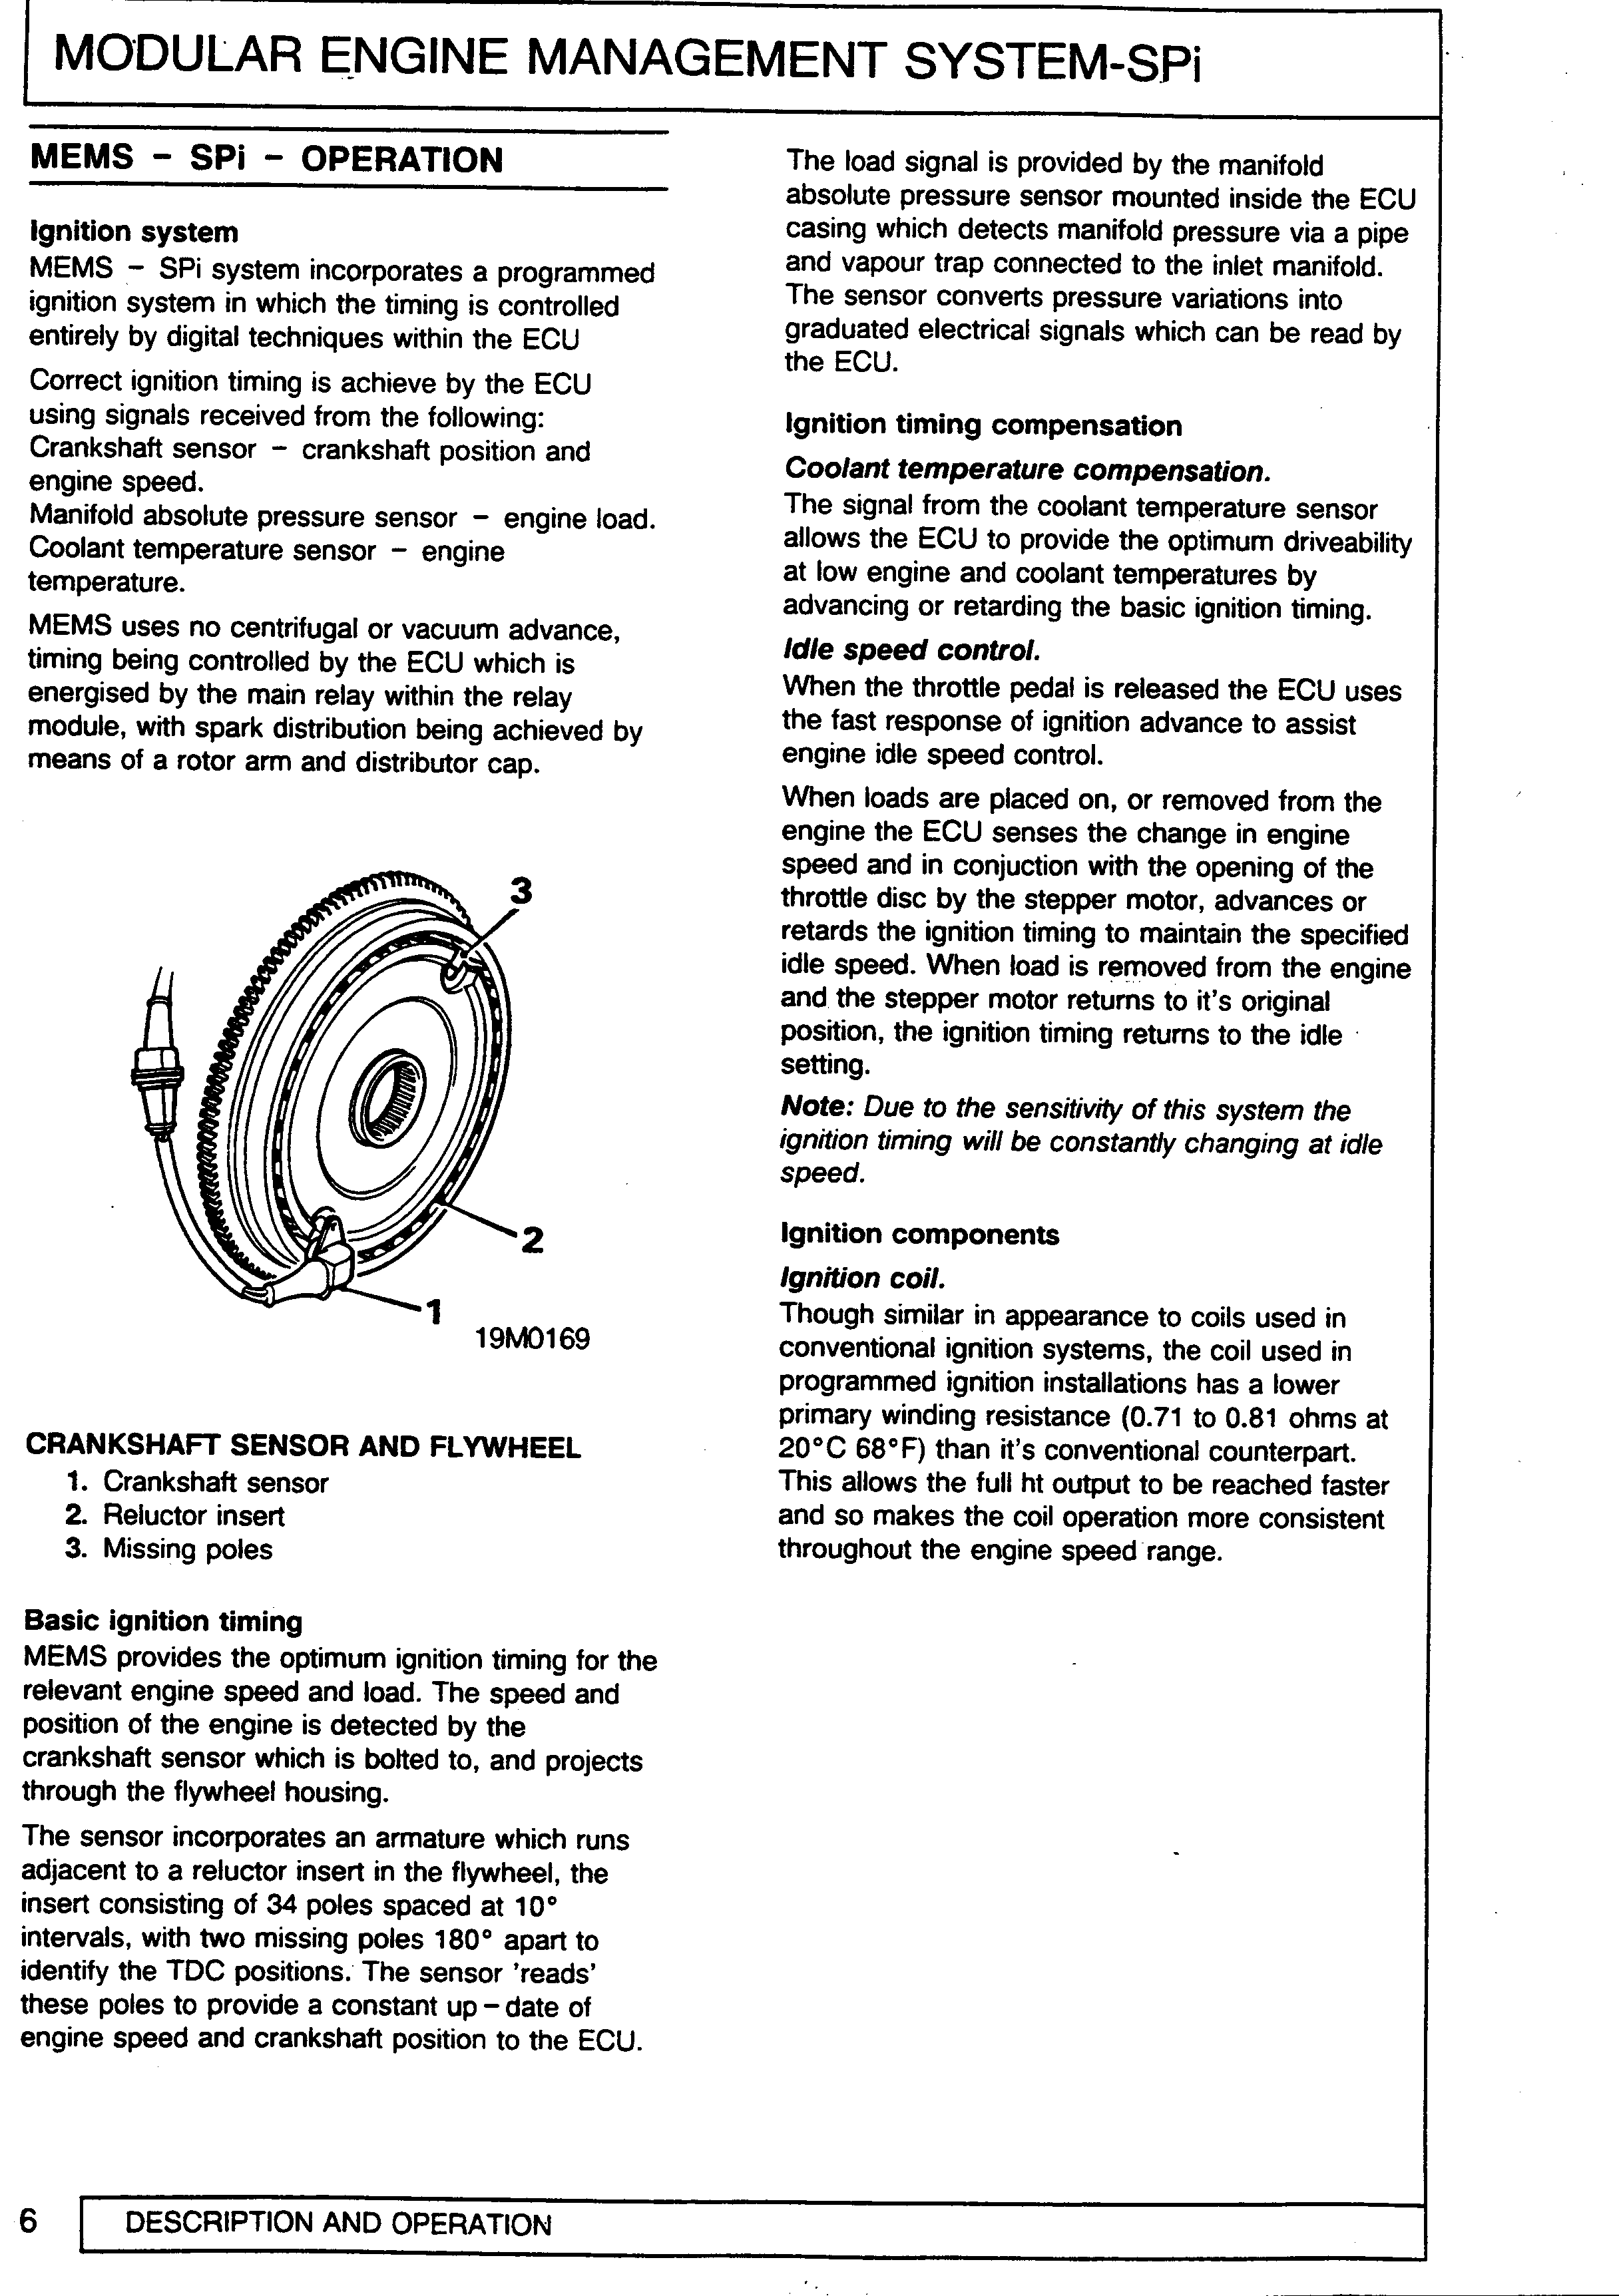 MODULAR ENGINE MANAGEMENT SYSTEM-SPi
MEMS – SPi – OPERATION
Ignition system
MEMS – SPi system incorporates a programmed
ignition system in which the timing is controlled
entirely by digital techniques within the ECU
Correct ignition timing is achieve by the ECU
using signals received from the following:
Crankshaft sensor – crankshaft position and
engine speed.
Manifold absolute pressure sensor – engine load.
Coolant temperature sensor – engine
temperature.
MEMS uses no centrifugal or vacuum advance,
timing being controlled by the ECU which is
energised by the main relay within the relay
module, with spark distribution being achieved by
means of a rotor arm and distributor cap.
3
2
1
19M0169
CRANKSHAFT SENSOR AND FLYWHEEL
1. Crankshaft sensor
2. Reluctor insert
3. Missing poles
Basic ignition timing
MEMS provides the optimum ignition timing for the
relevant engine speed and load. The speed and
position of the engine is detected by the
crankshaft sensor which is bolted to, and projects
through the flywheel housing.
The sensor incorporates an armature which runs
adjacent to a reluctor insert in the flywheel, the
insert consisting of 34 poles spaced at 10°
intervals, with two missing poles 180° apart to
identify the TDC positions. The sensor 'reads'
these poles to provide a constant up – date of
engine speed and crankshaft position to the ECU.
The load signal is provided by the manifold
absolute pressure sensor mounted inside the ECU
casing which detects manifold pressure via a pipe
and vapour trap connected to the inlet manifold.
The sensor converts pressure variations into
graduated electrical signals which can be read by
the ECU.
Ignition timing compensation
Coolant temperature compensation.
The signal from the coolant temperature sensor
allows the ECU to provide the optimum driveability
at low engine and coolant temperatures by
advancing or retarding the basic ignition timing.
Idle speed control.
When the throttle pedal is released the ECU uses
the fast response of ignition advance to assist
engine idle speed control.
When loads are placed on, or removed from the
engine the ECU senses the change in engine
speed and in conjuction with the opening of the
throttle disc by the stepper motor, advances or
retards the ignition timing to maintain the specified
idle speed. When load is removed from the engine
and the stepper motor returns to it's original
position, the ignition timing returns to the idle
setting.
Note: Due to the sensitivity of this system the
ignition timing will be constantly changing at idle
speed.
Ignition components
Ignition coil.
Though similar in appearance to coils used in
conventional ignition systems, the coil used in
programmed ignition installations has a lower
primary winding resistance (0.71 to 0.81 ohms at
20°C 68°F) than it's conventional counterpart.
This allows the full ht output to be reached faster
and so makes the coil operation more consistent
throughout the engine speed range.
6
DESCRIPTION AND OPERATION